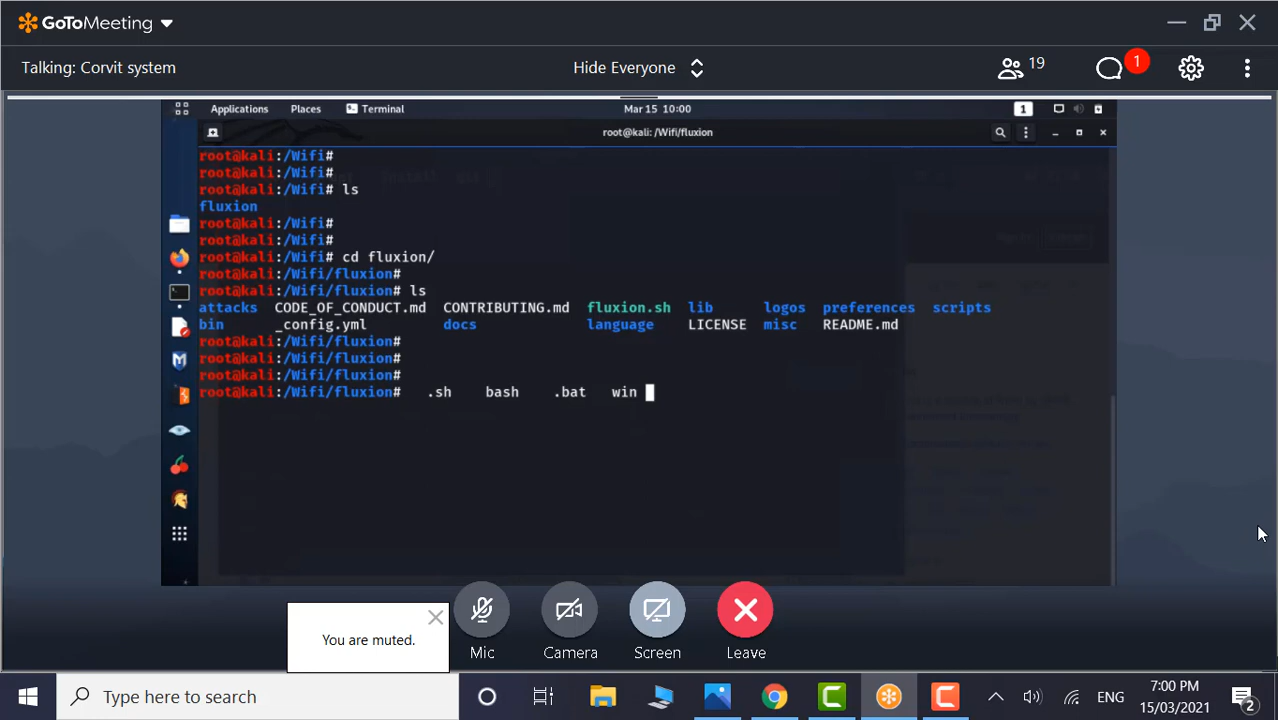 GoToMeeting
Talking: Corvit system
Hide Everyone
19
1
Applications Places Terminal Mar 15 10:00 1
root@kali: /Wifi/fluxion
root@kali:/Wifi#
root@kali:/Wifi#
root@kali:/Wifi# ls
fluxion
root@kali:/Wifi#
root@kali:/Wifi#
root@kali:/Wifi# cd fluxion/
root@kali:/Wifi/fluxion#
root@kali:/Wifi/fluxion# ls
attacks CODE_OF_CONDUCT.md CONTRIBUTING.md fluxion.sh lib logos preferences scripts
bin _config.yml docs language LICENSE misc README.md
root@kali:/Wifi/fluxion#
root@kali:/Wifi/fluxion#
root@kali:/Wifi/fluxion#
root@kali:/Wifi/fluxion# .sh bash .bat win
You are muted.
Mic Camera Screen Leave
Type here to search
ENG
7:00 PM
15/03/2021
2